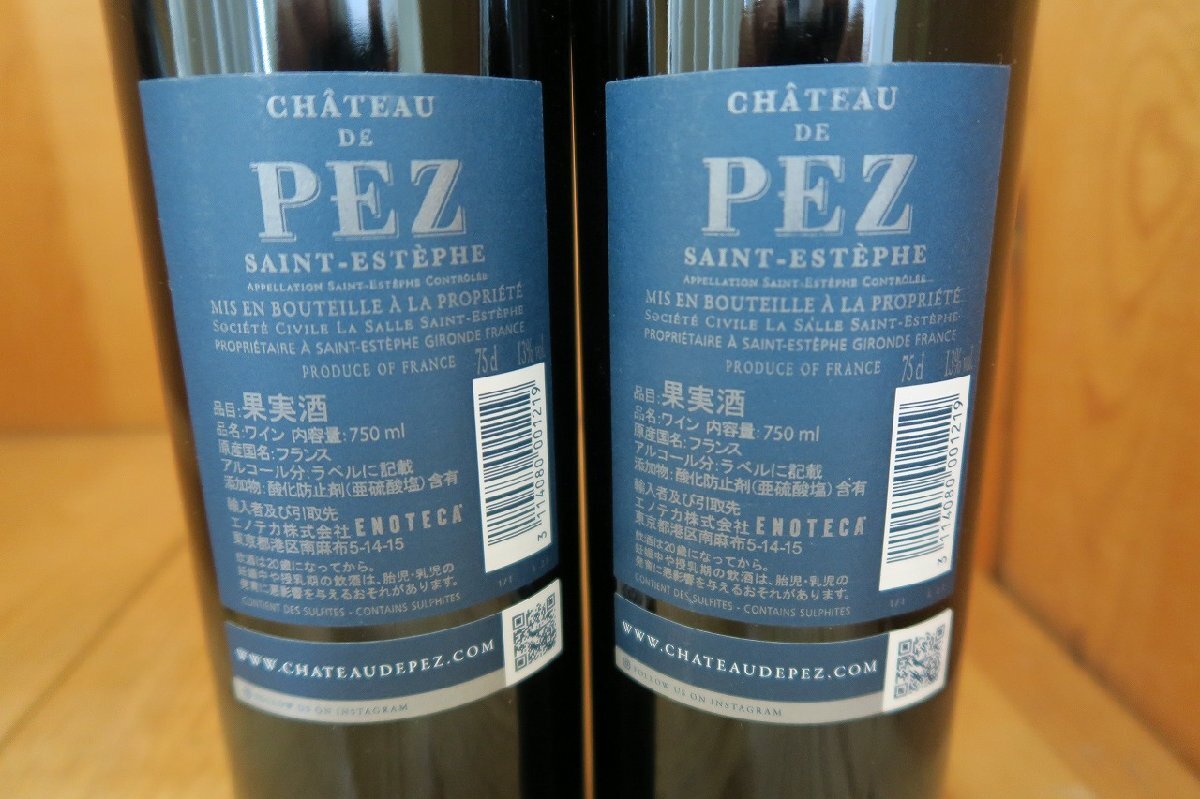 CHÂTEAU
DE
PEZ
SAINT-ESTÈPHE
APPELLATION SAINT-ESTÈPHE CONTRÔLÉE
MIS EN BOUTEILLE À LA PROPRIÉTÉ
SOCIÉTÉ CIVILE LA SALLE SAINT-ESTÈPHE
PROPRIÉTAIRE À SAINT-ESTÈPHE GIRONDE FRANCE
PRODUCE OF FRANCE 75cl 13% vol.
品目:果実酒
品名:ワイン 内容量:750 ml
原産国名:フランス
アルコール分:ラベルに記載
添加物:酸化防止剤(亜硫酸塩)含有
輸入者及び引取先
エノテカ株式会社 ENOTECA
東京都港区南麻布5-14-15
飲酒は20歳になってから。
妊娠中や授乳期の飲酒は、胎児・乳児の
発育に悪影響を与えるおそれがあります。
CONTIENT DES SULFITES - CONTAINS SULPHITES
3 114080 001219
WWW.CHATEAUDEPEZ.COM
FOLLOW US ON INSTAGRAM
CHÂTEAU
DE
PEZ
SAINT-ESTÈPHE
APPELLATION SAINT-ESTÈPHE CONTRÔLÉE
MIS EN BOUTEILLE À LA PROPRIÉTÉ
SOCIÉTÉ CIVILE LA SALLE SAINT-ESTÈPHE
PROPRIÉTAIRE À SAINT-ESTÈPHE GIRONDE FRANCE
PRODUCE OF FRANCE 75cl 13% vol.
品目:果実酒
品名:ワイン 内容量:750 ml
原産国名:フランス
アルコール分:ラベルに記載
添加物:酸化防止剤(亜硫酸塩)含有
輸入者及び引取先
エノテカ株式会社 ENOTECA
東京都港区南麻布5-14-15
飲酒は20歳になってから。
妊娠中や授乳期の飲酒は、胎児・乳児の
発育に悪影響を与えるおそれがあります。
CONTIENT DES SULFITES - CONTAINS SULPHITES
3 114080 001219
WWW.CHATEAUDEPEZ.COM
FOLLOW US ON INSTAGRAM